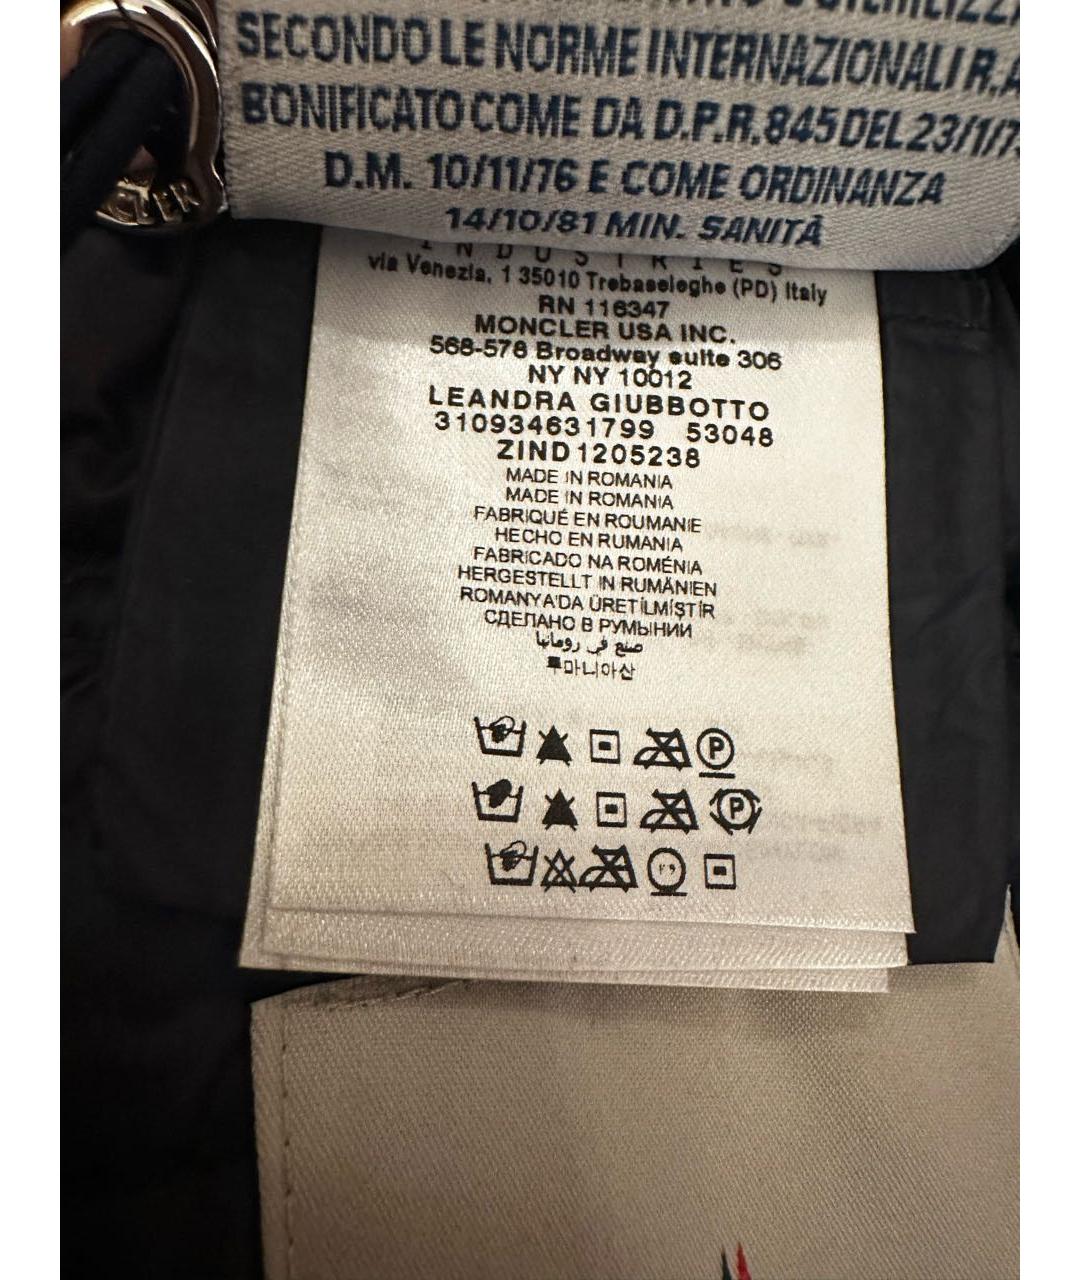 SECONDO LE NORME INTERNAZIONALI R.A
BONIFICATO COME DA D.P.R. 845 DEL 23/1/7
D.M. 10/11/76 E COME ORDINANZA
14/10/81 MIN. SANITÀ
INDUSTRIES
via Venezia, 1 35010 Trebaseleghe (PD) Italy
RN 116347
MONCLER USA INC.
568-578 Broadway suite 306
NY NY 10012
LEANDRA GIUBBOTTO
310934631799 53048
ZIND1205238
MADE IN ROMANIA
MADE IN ROMANIA
FABRIQUÉ EN ROUMANIE
HECHO EN RUMANIA
FABRICADO NA ROMÉNIA
HERGESTELLT IN RUMÄNIEN
ROMANYA'DA ÜRETİLMİŞTİR
СДЕЛАНО В РУМЫНИИ
صنع في رومانيا
루마니아산
P
P